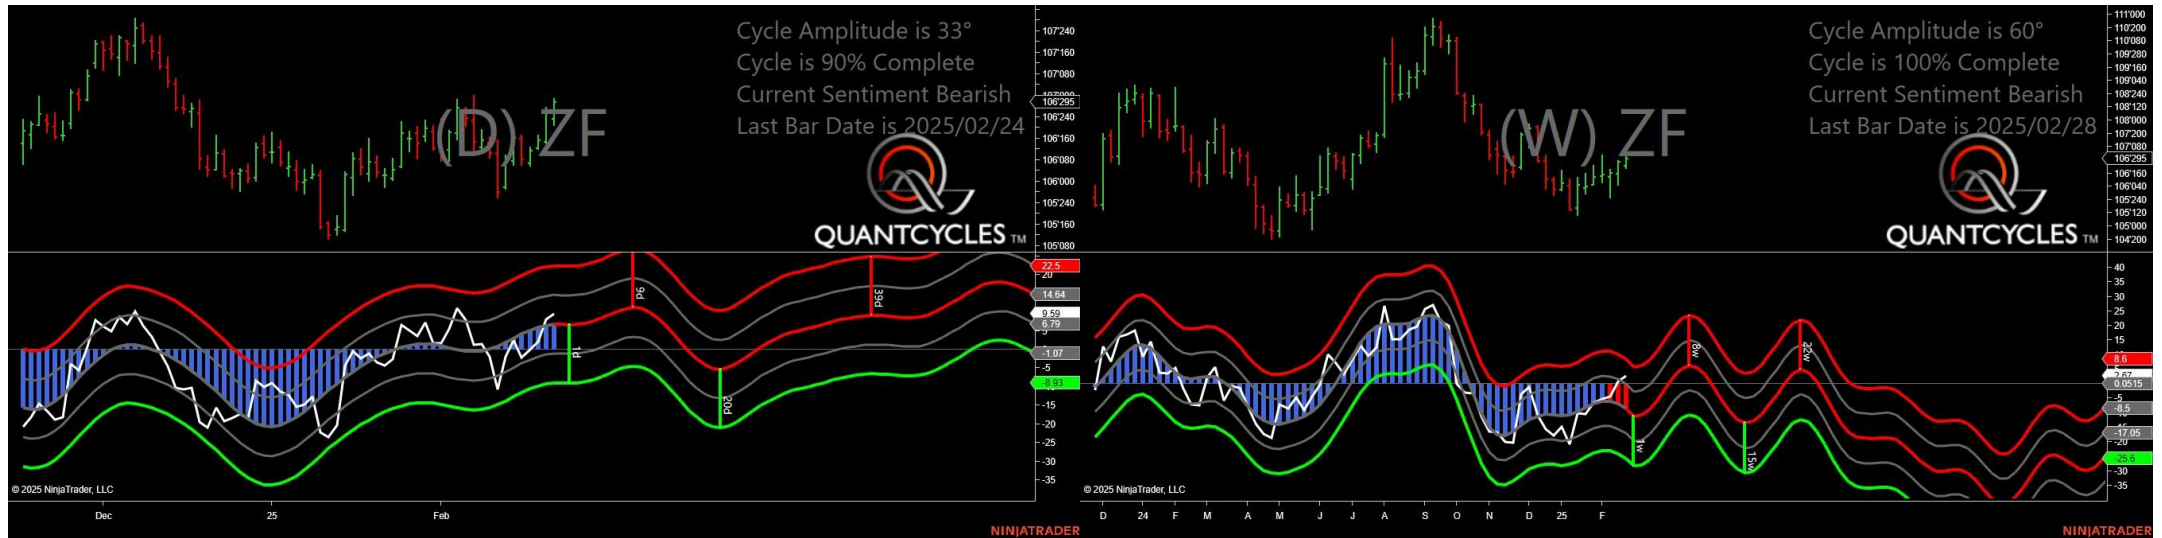 Cycle Amplitude is 33°
Cycle is 90% Complete
Current Sentiment Bearish
Last Bar Date is 2025/02/24
(D) ZF
QUANTCYCLES TM
107'240
107'160
107'080
106'295
106'240
106'160
106'080
106'000
105'240
105'160
105'080
22.5
20
14.64
9.59
6.79
-1.07
-5
-8.93
-15
-20
-25
-30
-35
1d
9d
20d
39d
© 2025 NinjaTrader, LLC
Dec
25
Feb
NINJATRADER
Cycle Amplitude is 60°
Cycle is 100% Complete
Current Sentiment Bearish
Last Bar Date is 2025/02/28
(W) ZF
QUANTCYCLES TM
111'000
110'200
110'080
109'280
109'160
109'040
108'240
108'120
108'000
107'200
107'080
106'295
106'160
106'040
105'240
105'120
105'000
104'200
40
35
30
25
20
15
8.6
2.67
0.0515
-5
-8.5
-17.05
-20
-25.6
-30
-35
1w
8w
15w
22w
© 2025 NinjaTrader, LLC
D
24
F
M
A
M
J
J
A
S
O
N
D
25
F
NINJATRADER